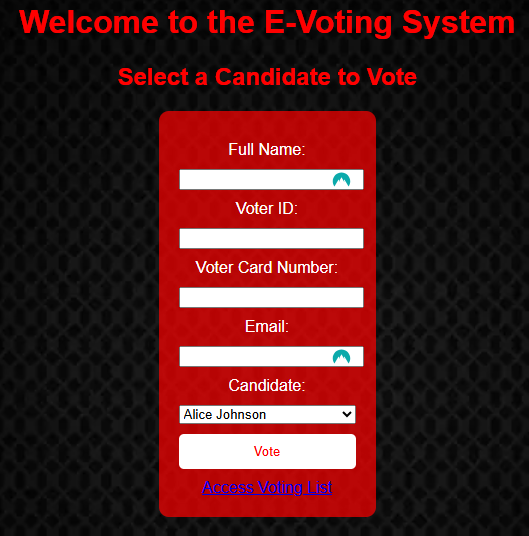 Welcome to the E-Voting System
Select a Candidate to Vote
Full Name:
Voter ID:
Voter Card Number:
Email:
Candidate:
Alice Johnson
Vote
Access Voting List